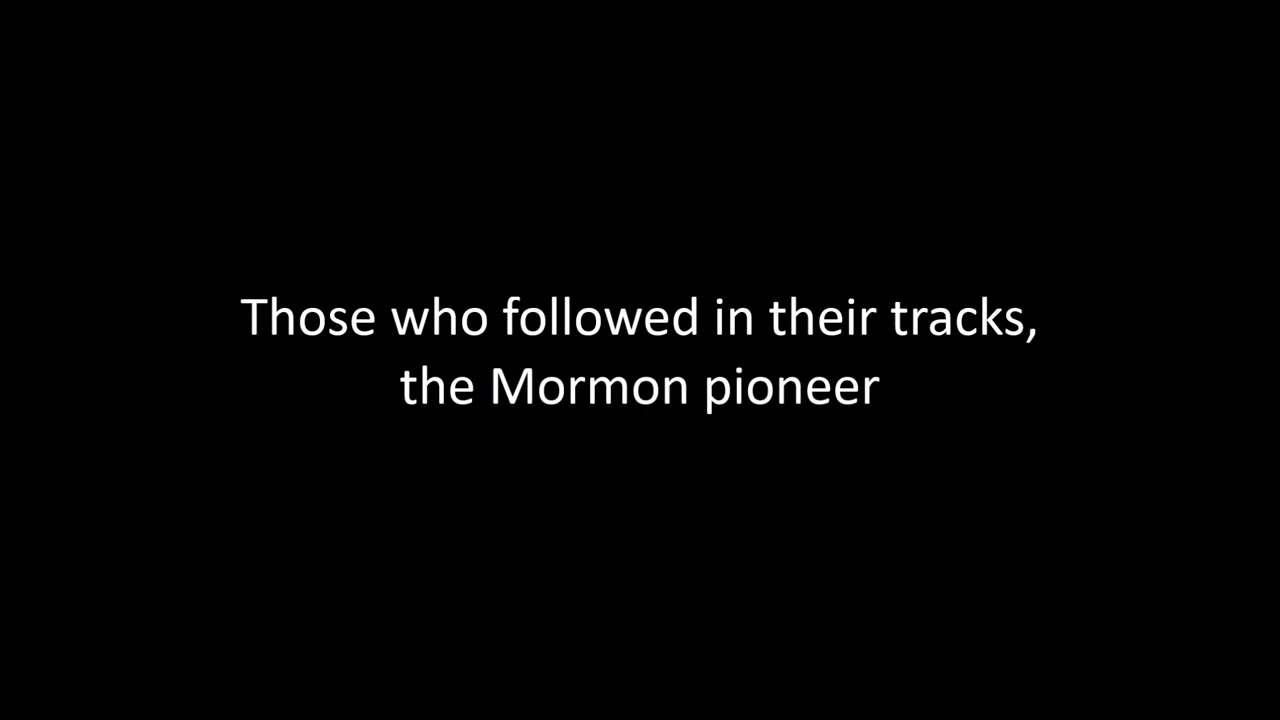 Those who followed in their tracks,
the Mormon pioneer